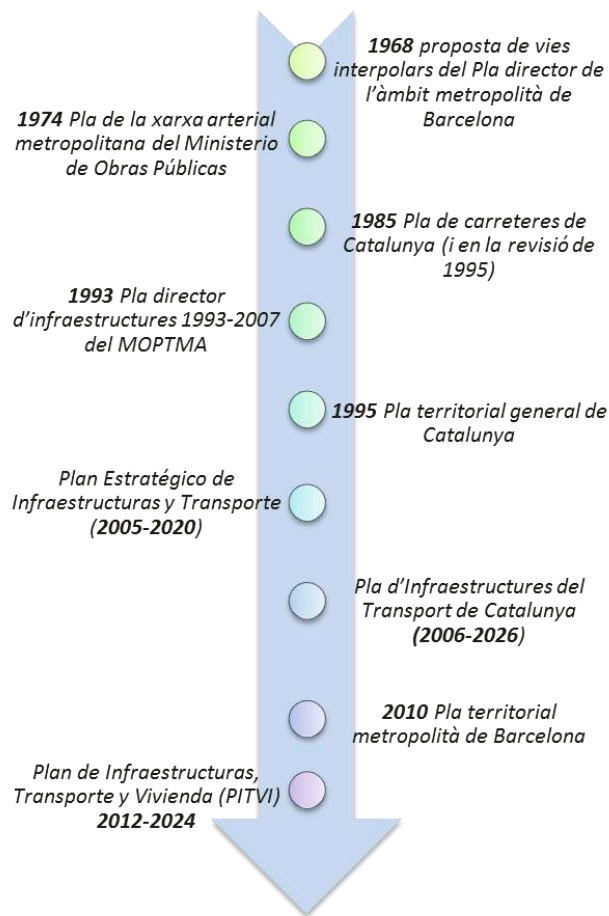 1968 proposta de vies
interpolars del Pla director de
l’àmbit metropolità de
Barcelona
1974 Pla de la xarxa arterial
metropolitana del Ministerio
de Obras Públicas
1985 Pla de carreteres de
Catalunya (i en la revisió de
1995)
1993 Pla director
d’infraestructures 1993-2007
del MOPTMA
1995 Pla territorial general de
Catalunya
Plan Estratégico de
Infraestructuras y Transporte
(2005-2020)
Pla d’Infraestructures del
Transport de Catalunya
(2006-2026)
2010 Pla territorial
metropolità de Barcelona
Plan de Infraestructuras,
Transporte y Vivienda (PITVI)
2012-2024